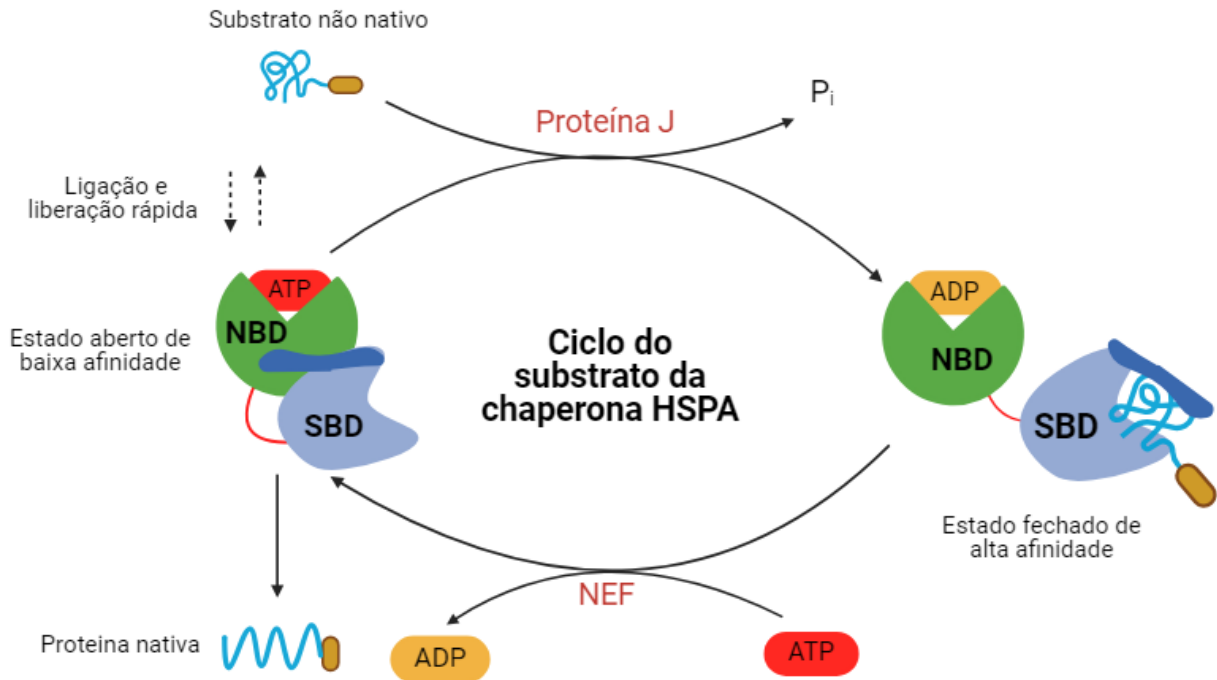 Substrato não nativo
Proteína J
Pi
Ligação e
liberação rápida
ATP
NBD
Estado aberto de
baixa afinidade
SBD
Ciclo do
substrato da
chaperona HSPA
ADP
NBD
SBD
Estado fechado de
alta afinidade
NEF
Proteina nativa
ADP
ATP